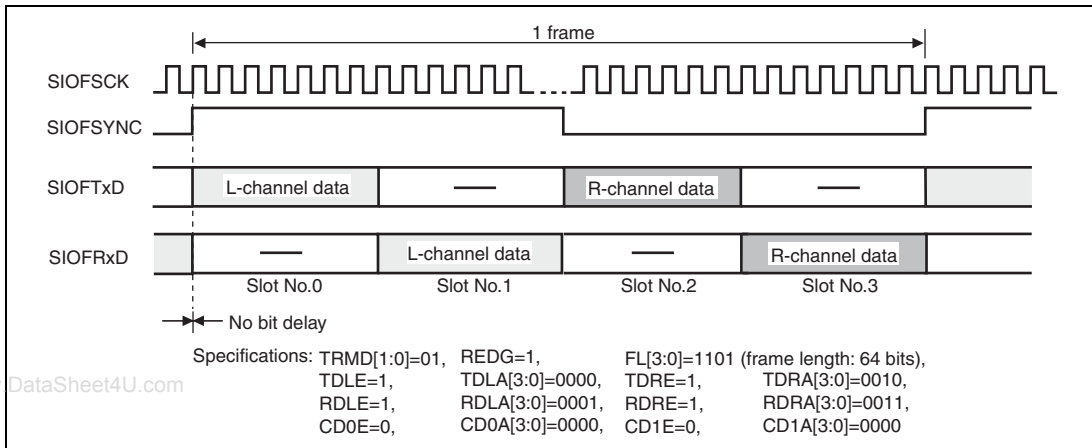 1 frame
SIOFSCK
SIOFSYNC
SIOFTxD
L-channel data
—
R-channel data
—
SIOFRxD
—
L-channel data
—
R-channel data
Slot No.0
Slot No.1
Slot No.2
Slot No.3
No bit delay
Specifications: TRMD[1:0]=01, REDG=1, FL[3:0]=1101 (frame length: 64 bits),
TDLE=1, TDLA[3:0]=0000, TDRE=1, TDRA[3:0]=0010,
RDLE=1, RDLA[3:0]=0001, RDRE=1, RDRA[3:0]=0011,
CD0E=0, CD0A[3:0]=0000, CD1E=0, CD1A[3:0]=0000
DataSheet4U.com